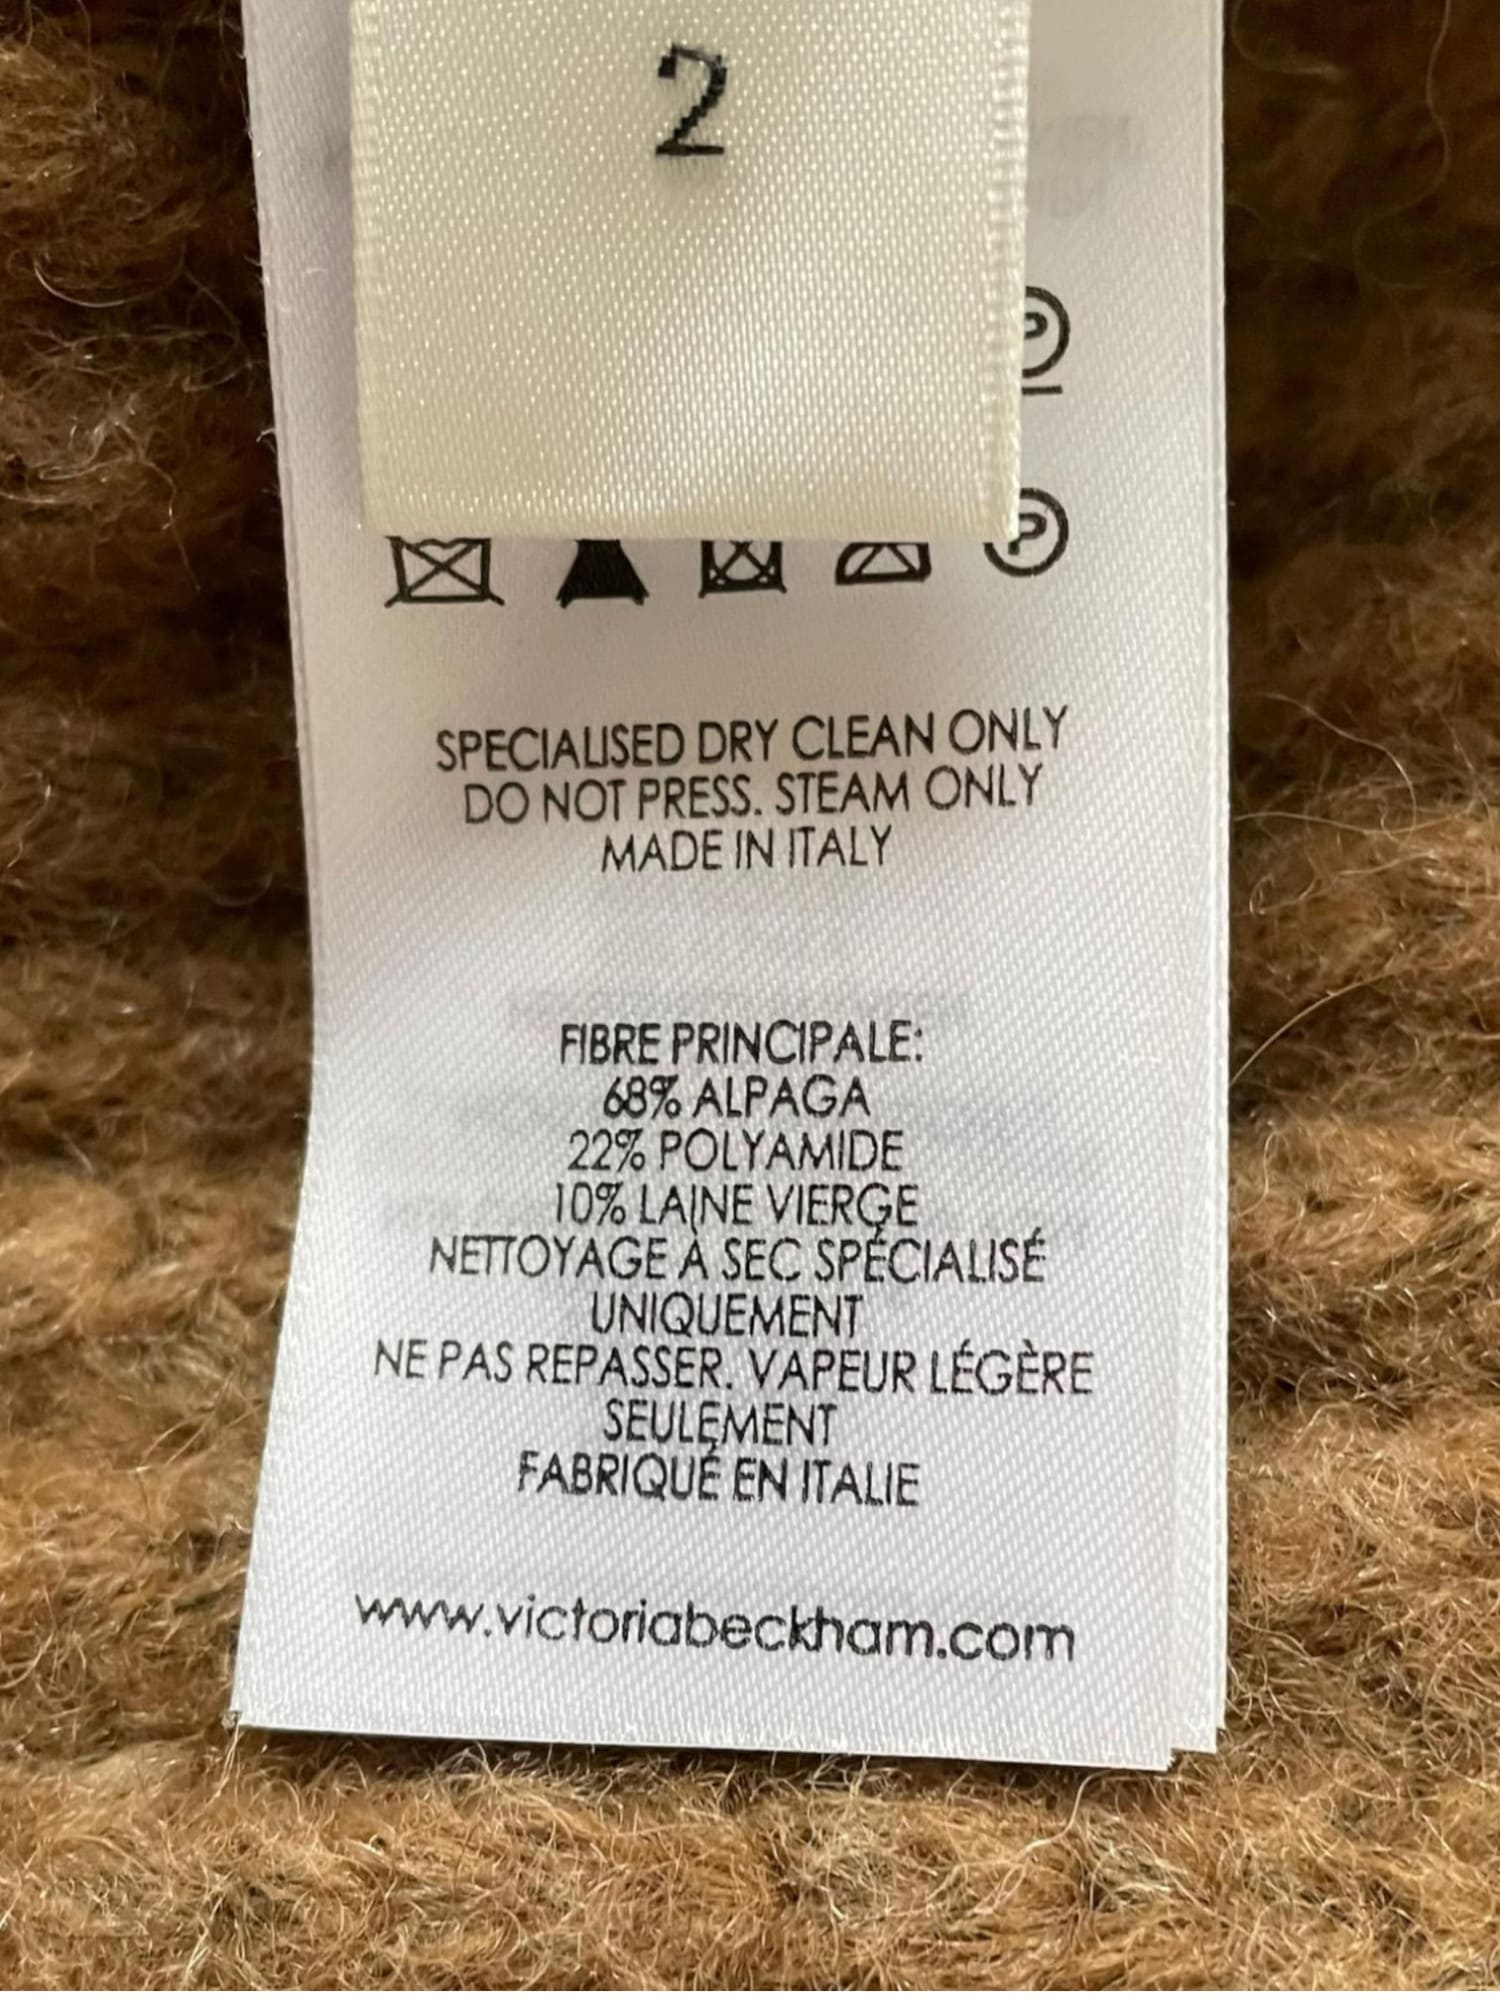 2
P
P
SPECIALISED DRY CLEAN ONLY
DO NOT PRESS. STEAM ONLY
MADE IN ITALY
FIBRE PRINCIPALE:
68% ALPAGA
22% POLYAMIDE
10% LAINE VIERGE
NETTOYAGE À SEC SPÉCIALISÉ
UNIQUEMENT
NE PAS REPASSER. VAPEUR LÉGÈRE
SEULEMENT
FABRIQUÉ EN ITALIE
www.victoriabeckham.com